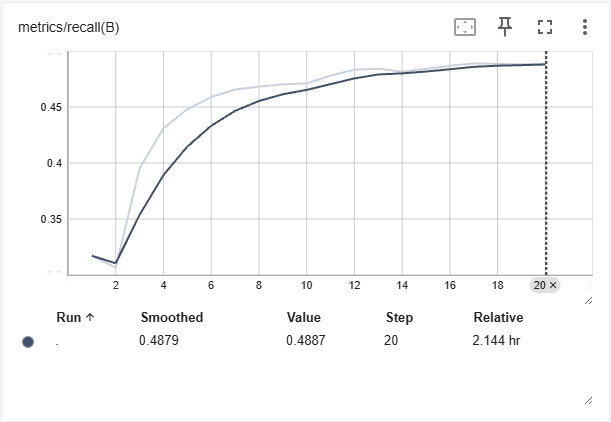 metrics/recall(B)
0.45
0.4
0.35
2 4 6 8 10 12 14 16 18 20 ×
Run ↑ Smoothed Value Step Relative
. 0.4879 0.4887 20 2.144 hr